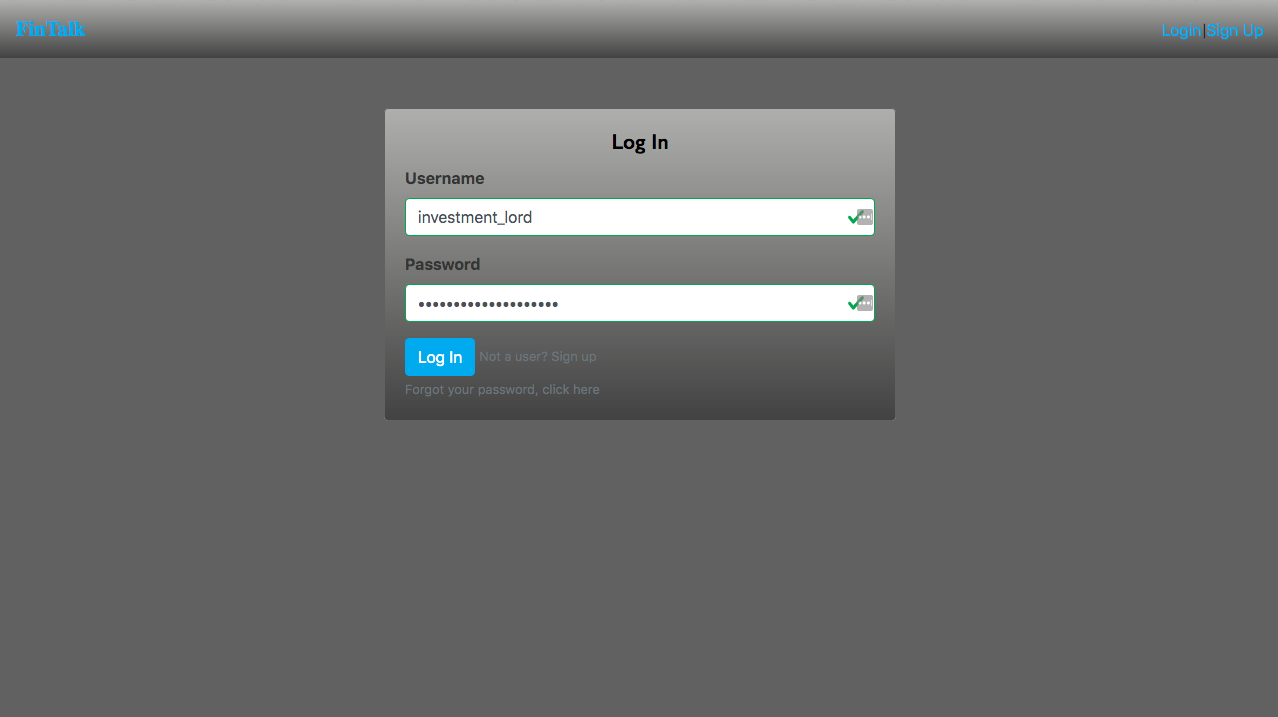 FinTalk
Login|Sign Up
Log In
Username
investment_lord
Password
••••••••••••••••••••
Log In Not a user? Sign up
Forgot your password, click here